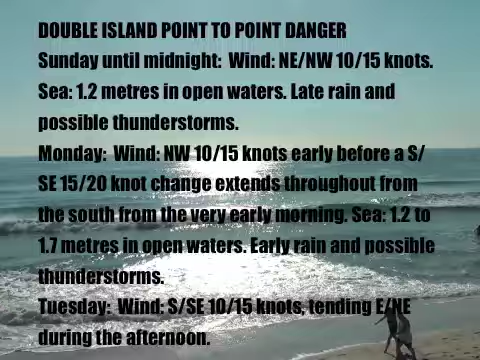 DOUBLE ISLAND POINT TO POINT DANGER
Sunday until midnight:  Wind: NE/NW 10/15 knots.
Sea: 1.2 metres in open waters. Late rain and
possible thunderstorms.
Monday:  Wind: NW 10/15 knots early before a S/
SE 15/20 knot change extends throughout from
the south from the very early morning. Sea: 1.2 to
1.7 metres in open waters. Early rain and possible
thunderstorms.
Tuesday:  Wind: S/SE 10/15 knots, tending E/NE
during the afternoon.